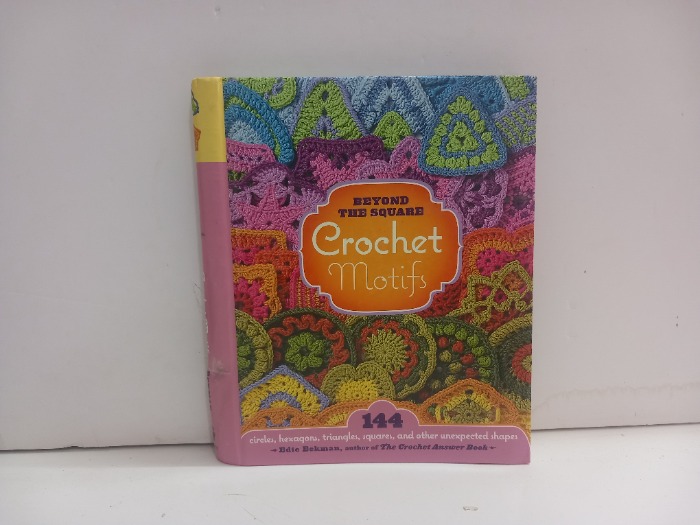 BEYOND
THE SQUARE
Crochet
Motifs
144
circles, hexagons, triangles, squares, and other unexpected shapes
Edie Eckman, author of The Crochet Answer Book